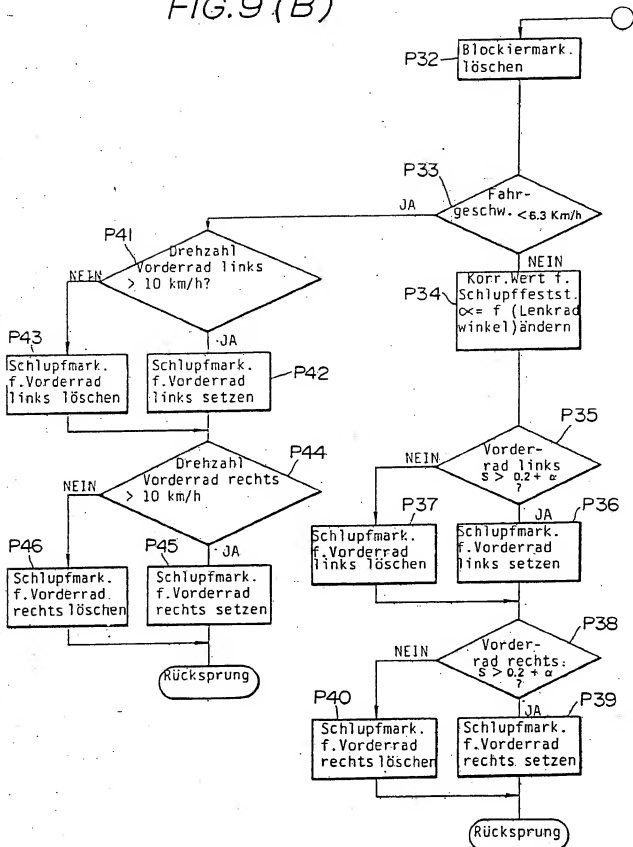 FIG.9 (B)
P32
Blockiermark.
löschen
P33
Fahr-
geschw. < 6.3 Km/h
JA
NEIN
P34
Korr.Wert f.
Schlupffestst.
α= f (Lenkrad
winkel)ändern
P41
Drehzahl
Vorderrad links
> 10 km/h?
NEIN
JA
P43
Schlupfmark.
f.Vorderrad
links löschen
P42
Schlupfmark.
f.Vorderrad
links setzen
P44
Drehzahl
Vorderrad rechts
> 10 km/h
NEIN
JA
P46
Schlupfmark.
f.Vorderrad
rechts löschen
P45
Schlupfmark.
f.Vorderrad
rechts setzen
Rücksprung
P35
Vorder-
rad links
S > 0.2 + α
?
NEIN
JA
P37
Schlupfmark.
f.Vorderrad
links löschen
P36
Schlupfmark.
f.Vorderrad
links setzen
P38
Vorder-
rad rechts:
S > 0.2 + α
?
NEIN
JA
P40
Schlupfmark.
f.Vorderrad
rechts löschen
P39
Schlupfmark.
f.Vorderrad
rechts setzen
Rücksprung